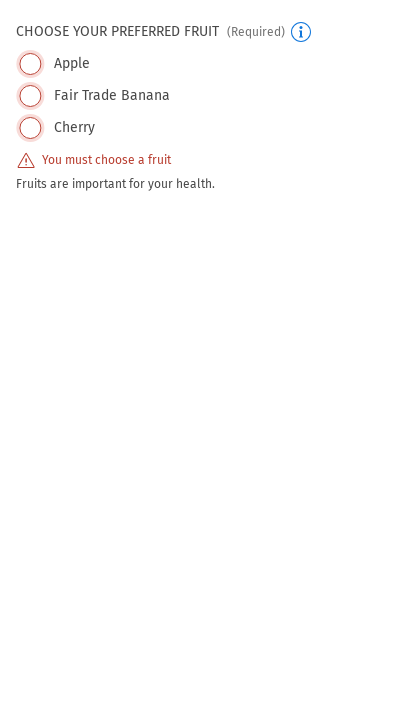 CHOOSE YOUR PREFERRED FRUIT (Required)
Apple
Fair Trade Banana
Cherry
You must choose a fruit
Fruits are important for your health.